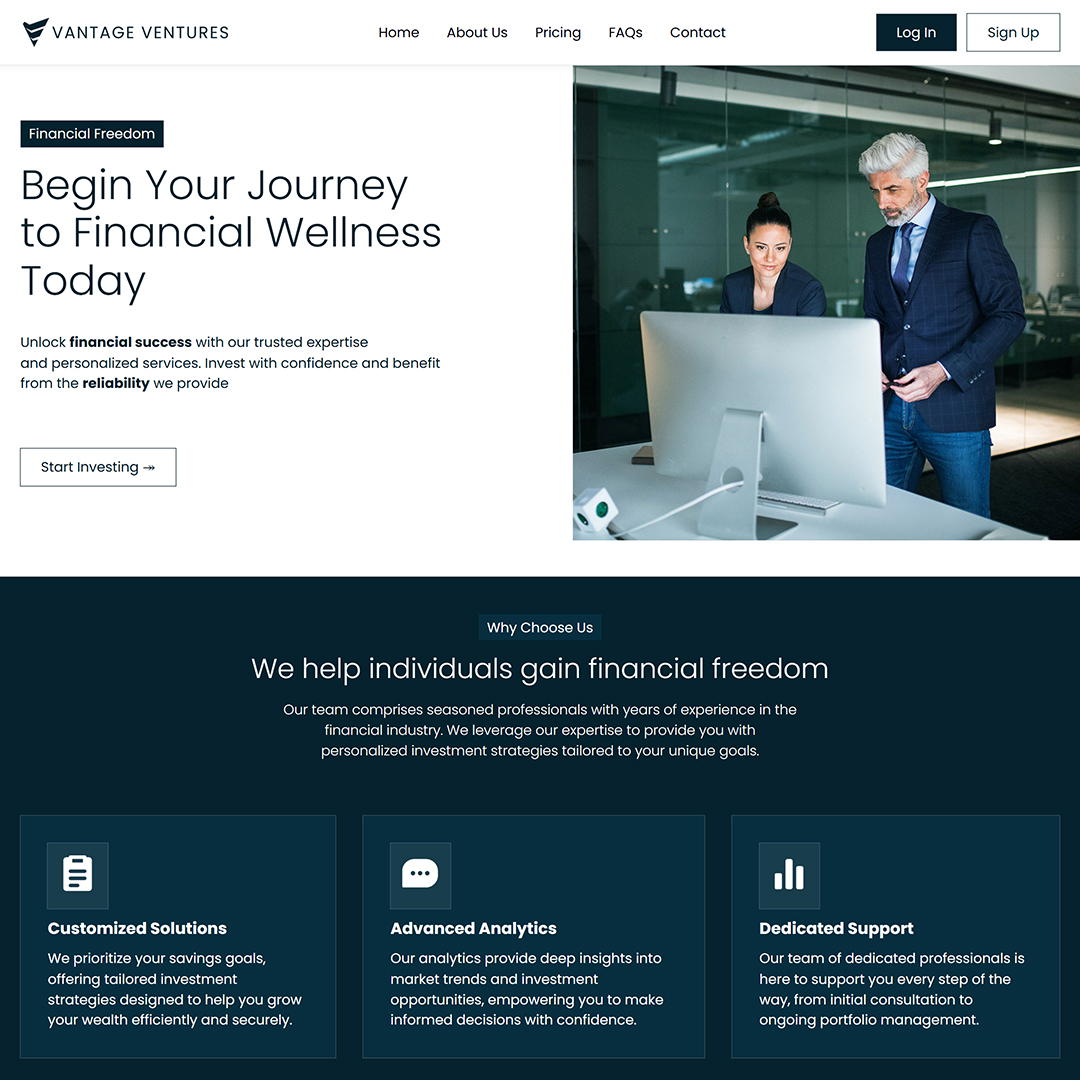 VANTAGE VENTURES
Home About Us Pricing FAQs Contact
Log In Sign Up
Financial Freedom
Begin Your Journey
to Financial Wellness
Today
Unlock financial success with our trusted expertise
and personalized services. Invest with confidence and benefit
from the reliability we provide
Start Investing ↠
Why Choose Us
We help individuals gain financial freedom
Our team comprises seasoned professionals with years of experience in the
financial industry. We leverage our expertise to provide you with
personalized investment strategies tailored to your unique goals.
Customized Solutions
We prioritize your savings goals,
offering tailored investment
strategies designed to help you grow
your wealth efficiently and securely.
Advanced Analytics
Our analytics provide deep insights into
market trends and investment
opportunities, empowering you to make
informed decisions with confidence.
Dedicated Support
Our team of dedicated professionals is
here to support you every step of the
way, from initial consultation to
ongoing portfolio management.